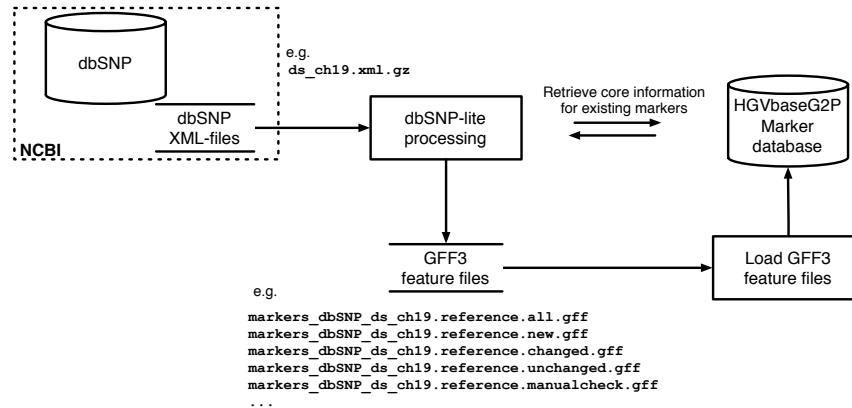 dbSNP
e.g.
ds_ch19.xml.gz
dbSNP
XML-files
NCBI
dbSNP-lite
processing
Retrieve core information
for existing markers
HGVbaseG2P
Marker
database
GFF3
feature files
Load GFF3
feature files
e.g.
markers_dbSNP_ds_ch19.reference.all.gff
markers_dbSNP_ds_ch19.reference.new.gff
markers_dbSNP_ds_ch19.reference.changed.gff
markers_dbSNP_ds_ch19.reference.unchanged.gff
markers_dbSNP_ds_ch19.reference.manualcheck.gff
...